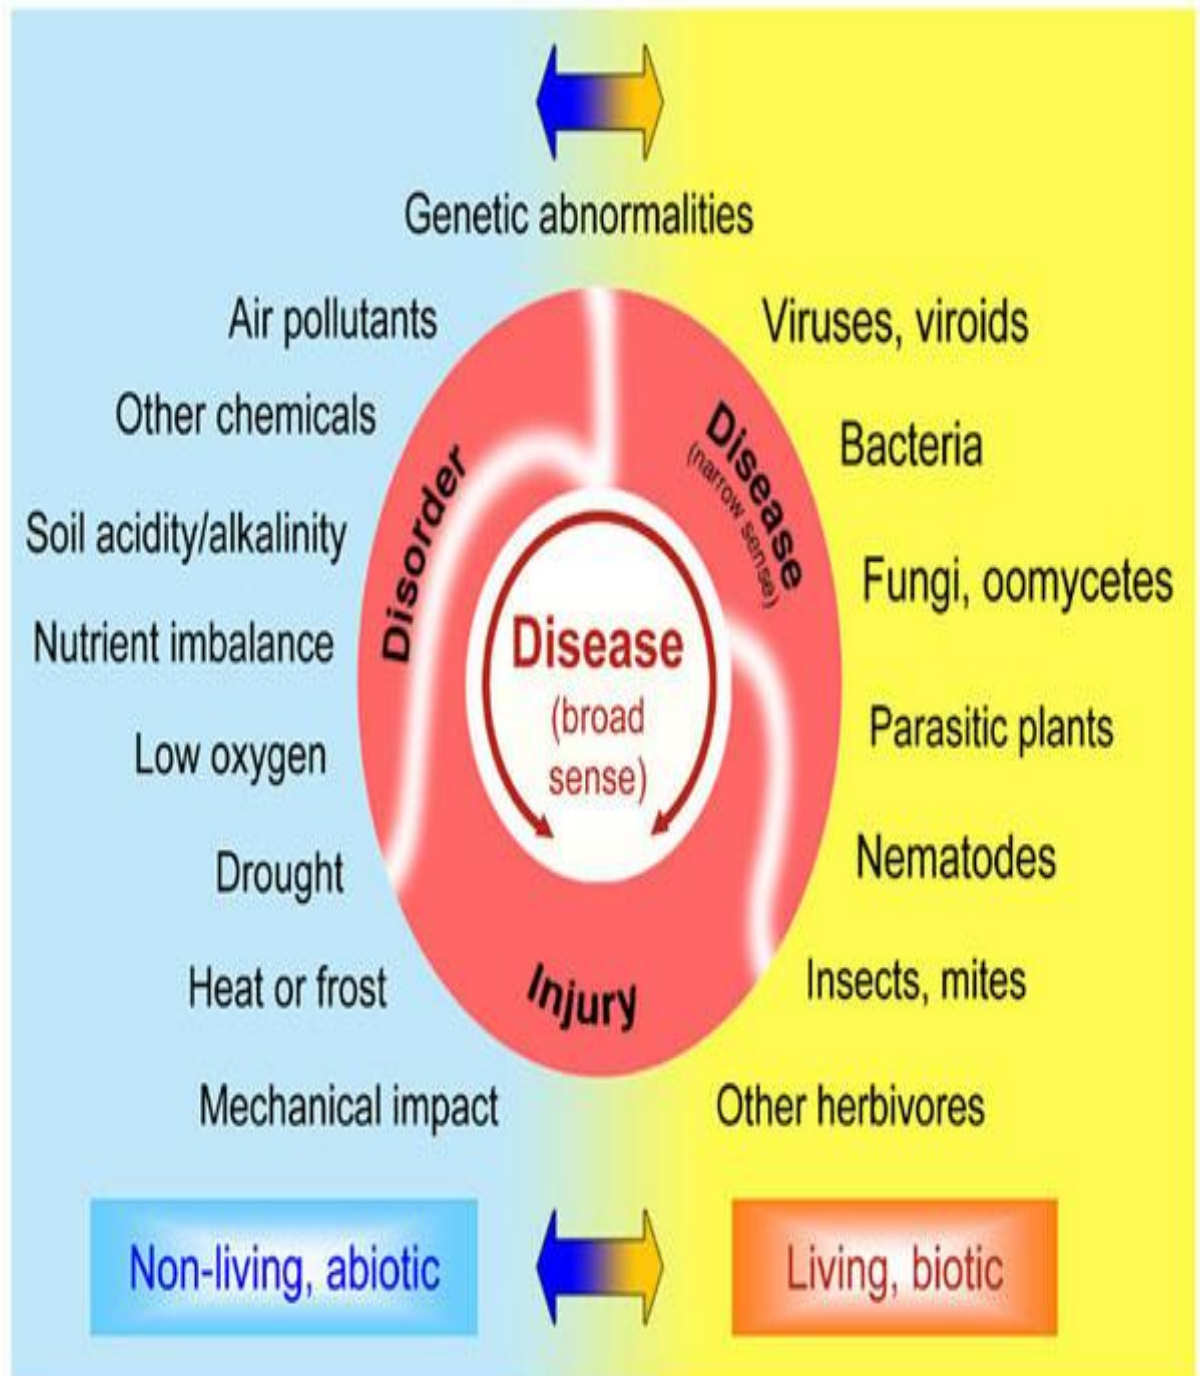 Genetic abnormalities
Air pollutants
Other chemicals
Soil acidity/alkalinity
Nutrient imbalance
Low oxygen
Drought
Heat or frost
Mechanical impact
Viruses, viroids
Bacteria
Fungi, oomycetes
Parasitic plants
Nematodes
Insects, mites
Other herbivores
Disorder
Disease
(narrow sense)
Injury
Disease
(broad
sense)
Non-living, abiotic
Living, biotic